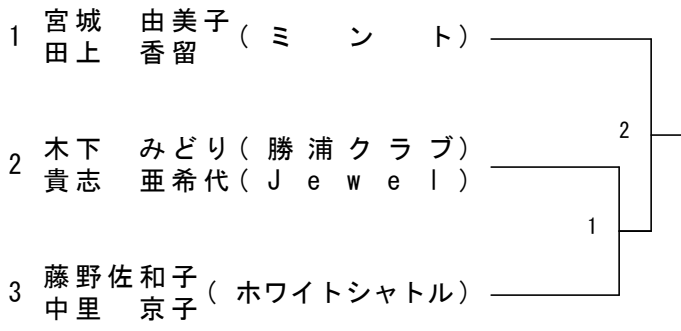 1 宮城 由美子 (ミント)
田上 香留
2 木下 みどり (勝浦クラブ)
貴志 亜希代 (Jewel)
3 藤野佐和子 (ホワイトシャトル)
中里 京子
2
1